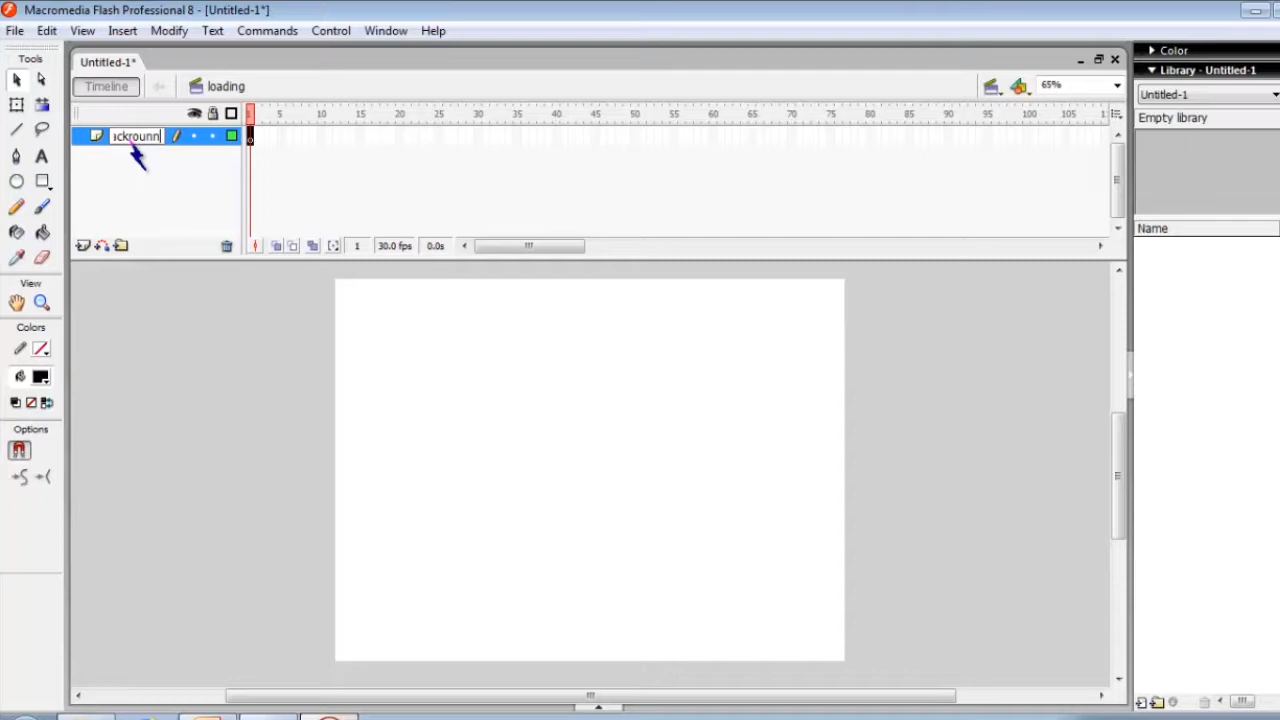 Macromedia Flash Professional 8 - [Untitled-1*]
File Edit View Insert Modify Text Commands Control Window Help
Tools
Untitled-1*
Color
Library - Untitled-1
Timeline
loading
65%
Untitled-1
1 5 10 15 20 25 30 35 40 45 50 55 60 65 70 75 80 85 90 95 100 105
Empty library
ackrounn
Name
1 30.0 fps 0.0s
View
Colors
Options